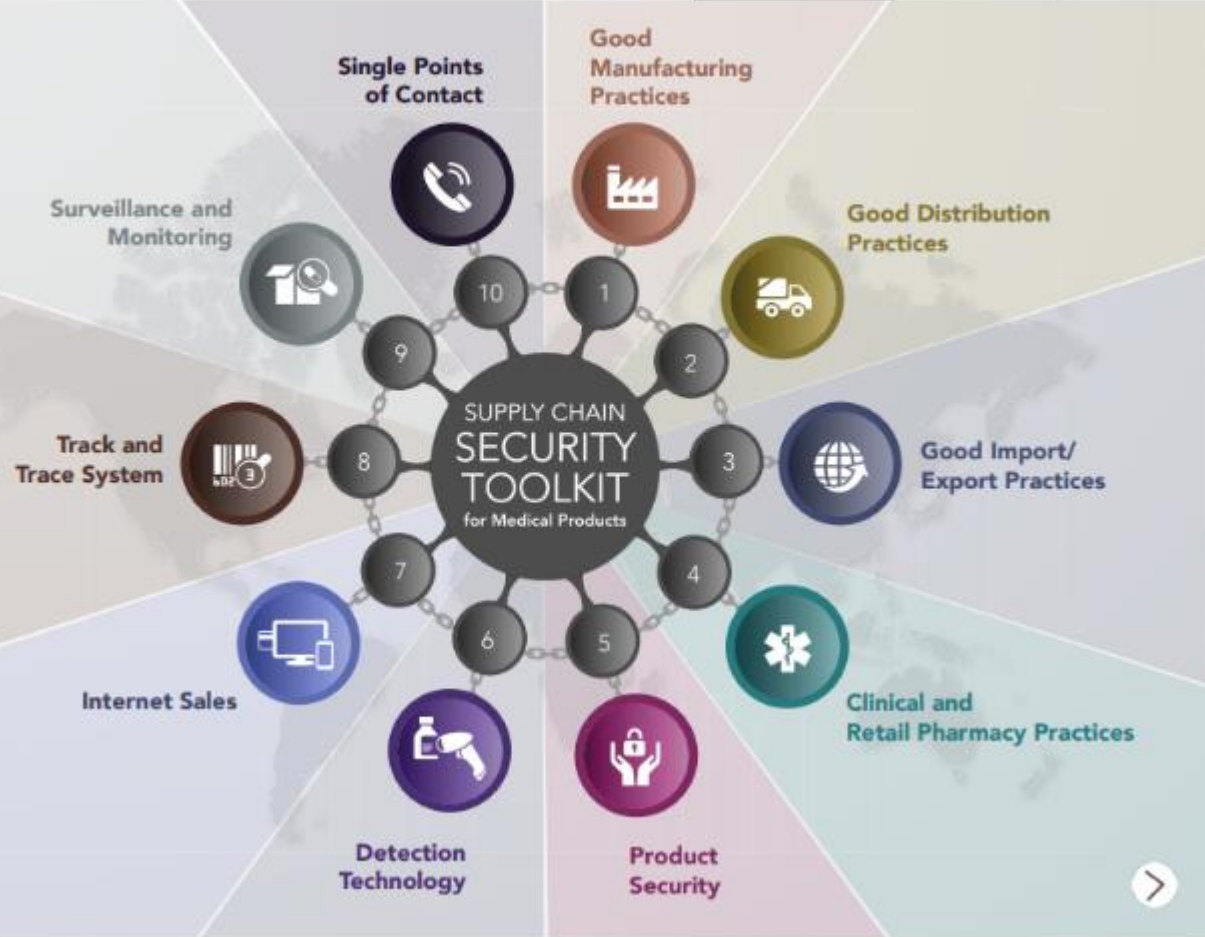 SUPPLY CHAIN
SECURITY
TOOLKIT
for Medical Products
1
Good
Manufacturing
Practices
2
Good Distribution
Practices
3
Good Import/
Export Practices
4
Clinical and
Retail Pharmacy Practices
5
Product
Security
6
Detection
Technology
7
Internet Sales
8
Track and
Trace System
9
Surveillance and
Monitoring
10
Single Points
of Contact